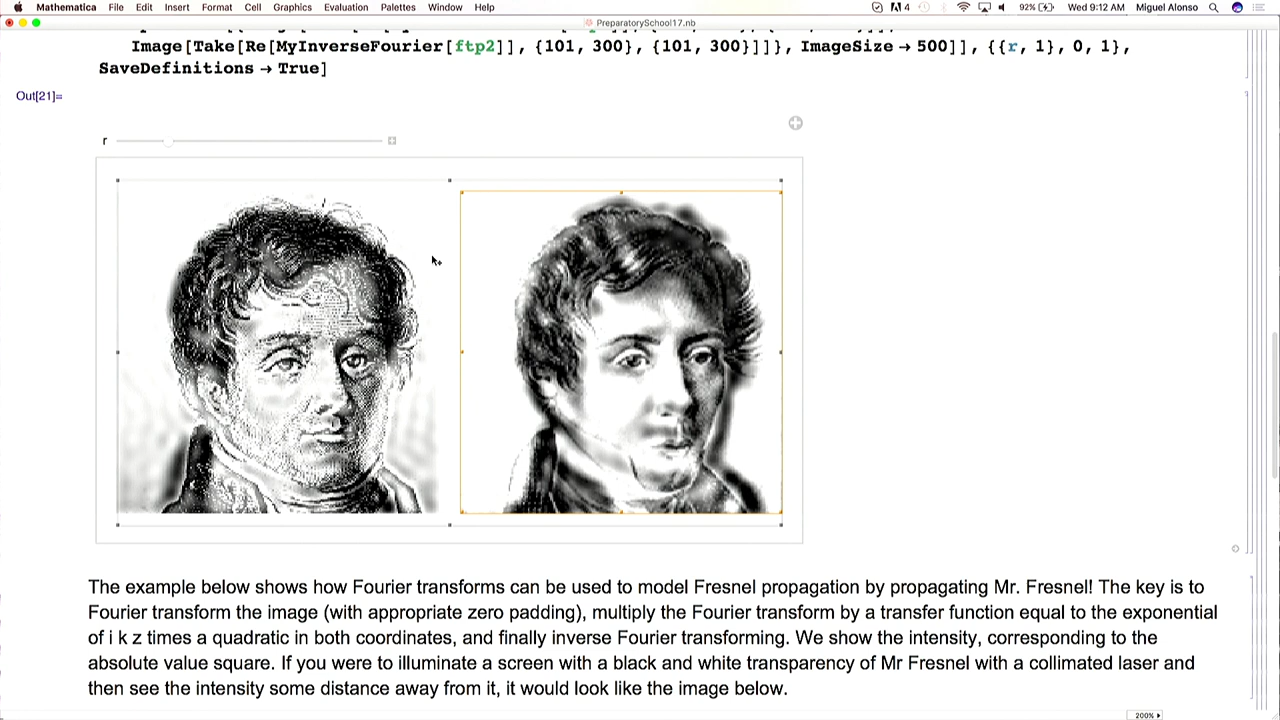 Mathematica File Edit Insert Format Cell Graphics Evaluation Palettes Window Help 4 92% Wed 9:12 AM Miguel Alonso
PreparatorySchool17.nb
Image[Take[Re[MyInverseFourier[ftp2]], {101, 300}, {101, 300}]]}, ImageSize → 500]], {{r, 1}, 0, 1},
SaveDefinitions → True]
Out[21]=
r
The example below shows how Fourier transforms can be used to model Fresnel propagation by propagating Mr. Fresnel! The key is to
Fourier transform the image (with appropriate zero padding), multiply the Fourier transform by a transfer function equal to the exponential
of i k z times a quadratic in both coordinates, and finally inverse Fourier transforming. We show the intensity, corresponding to the
absolute value square. If you were to illuminate a screen with a black and white transparency of Mr Fresnel with a collimated laser and
then see the intensity some distance away from it, it would look like the image below.
200%